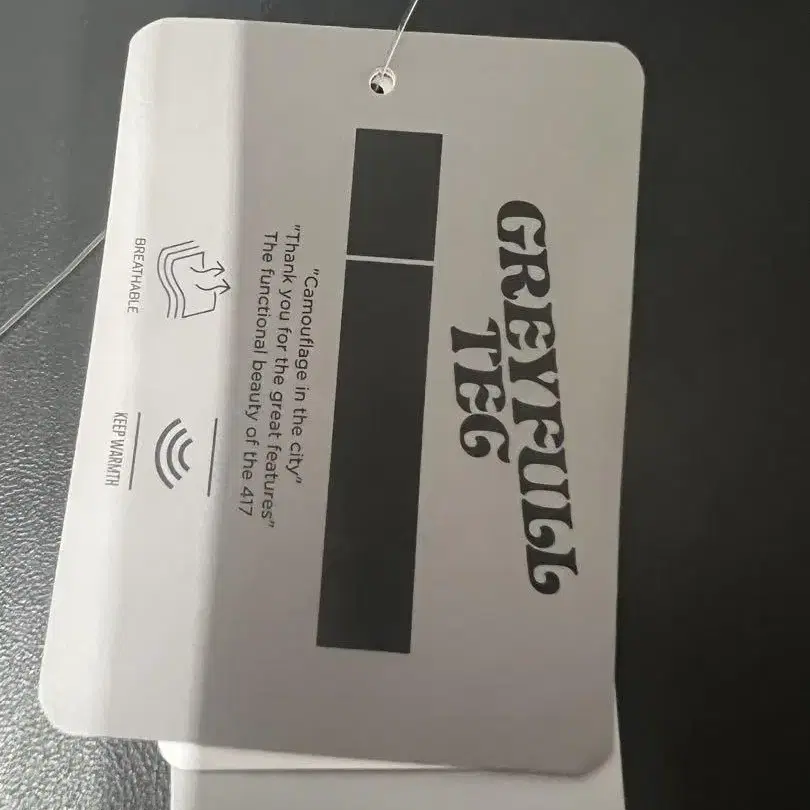 GREYFULL
TEC
"Camouflage in the city"
"Thank you for the great features"
The functional beauty of the 417
BREATHABLE
KEEP WARMTH